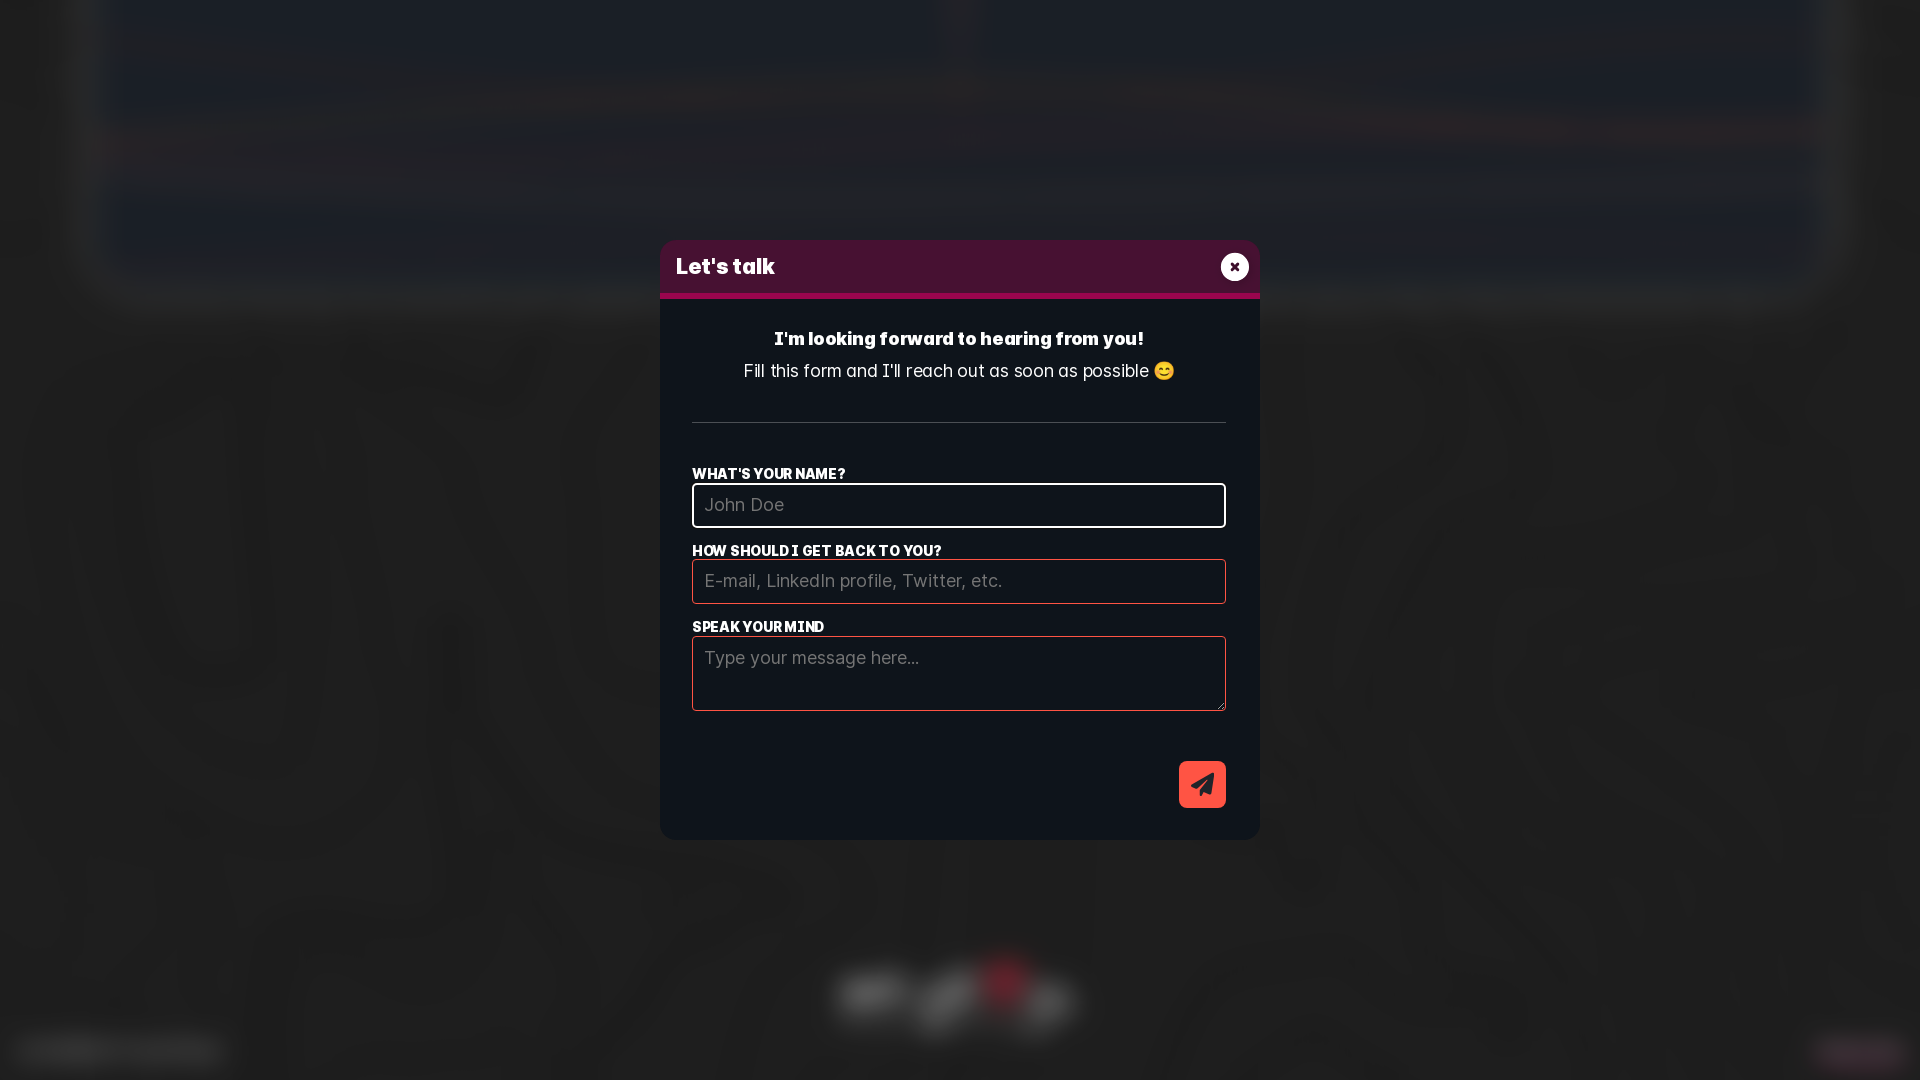 Let's talk
I'm looking forward to hearing from you!
Fill this form and I'll reach out as soon as possible 😊
WHAT'S YOUR NAME?
John Doe
HOW SHOULD I GET BACK TO YOU?
E-mail, LinkedIn profile, Twitter, etc.
SPEAK YOUR MIND
Type your message here...